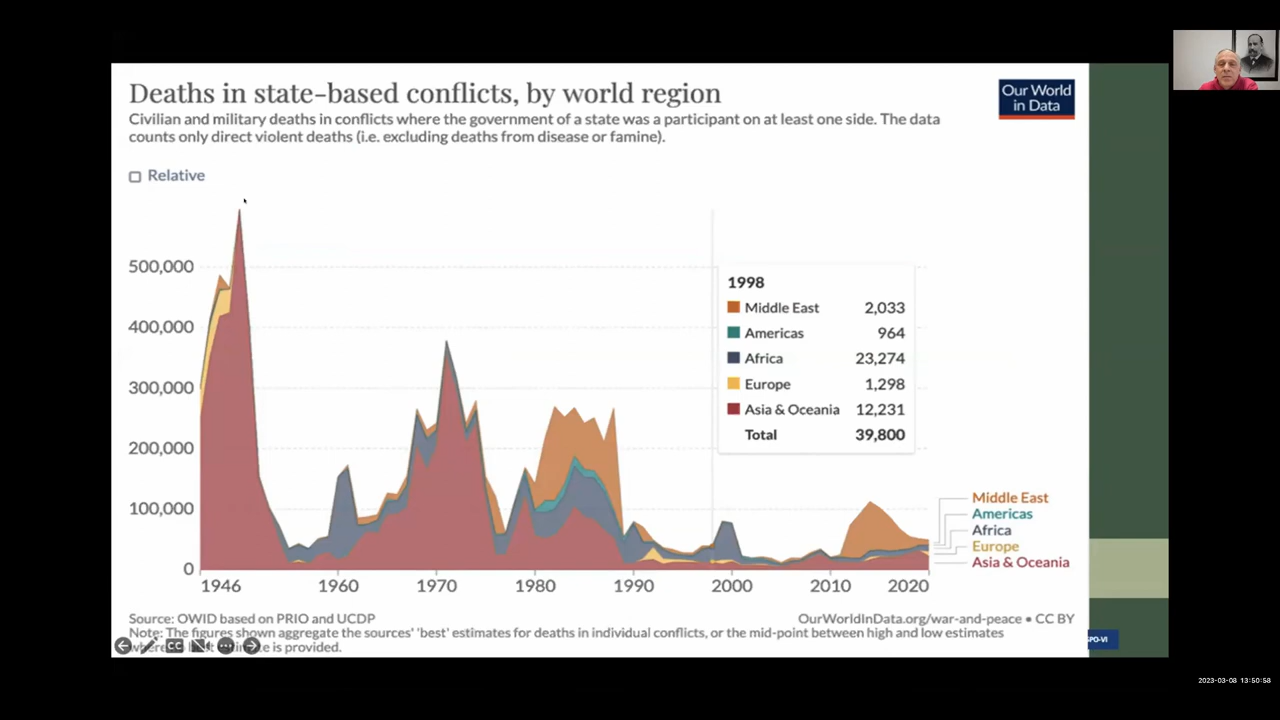 Deaths in state-based conflicts, by world region
Our World
in Data
Civilian and military deaths in conflicts where the government of a state was a participant on at least one side. The data
counts only direct violent deaths (i.e. excluding deaths from disease or famine).
Relative
500,000
400,000
300,000
200,000
100,000
0
1946
1960
1970
1980
1990
2000
2010
2020
1998
Middle East 2,033
Americas 964
Africa 23,274
Europe 1,298
Asia & Oceania 12,231
Total 39,800
Middle East
Americas
Africa
Europe
Asia & Oceania
Source: OWID based on PRIO and UCDP
OurWorldInData.org/war-and-peace • CC BY
Note: The figures shown aggregate the sources' 'best' estimates for deaths in individual conflicts, or the mid-point between high and low estimates
is provided.
CC
SPO-VI
2023-03-08 13:50:58